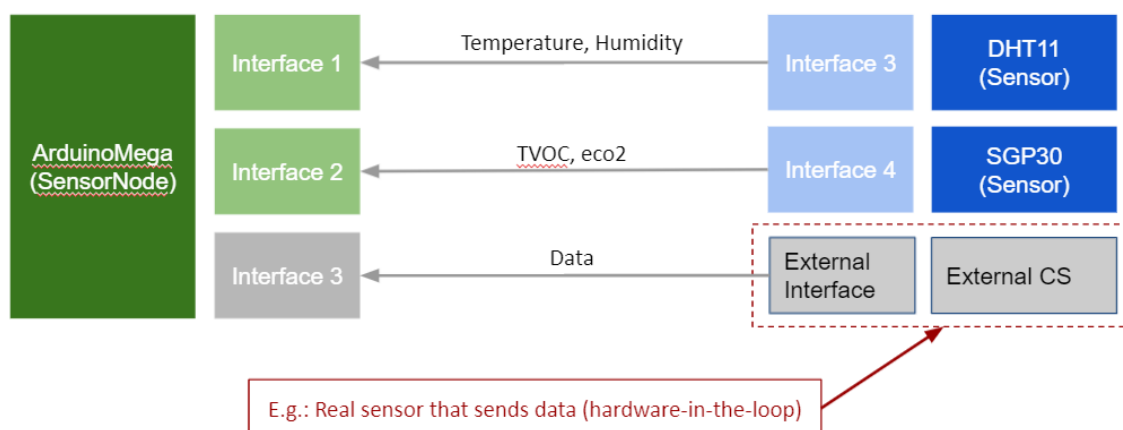 Interface 1
Temperature, Humidity
Interface 3
DHT11
(Sensor)
ArduinoMega
(SensorNode)
Interface 2
TVOC, eco2
Interface 4
SGP30
(Sensor)
Interface 3
Data
External
Interface
External CS
E.g.: Real sensor that sends data (hardware-in-the-loop)